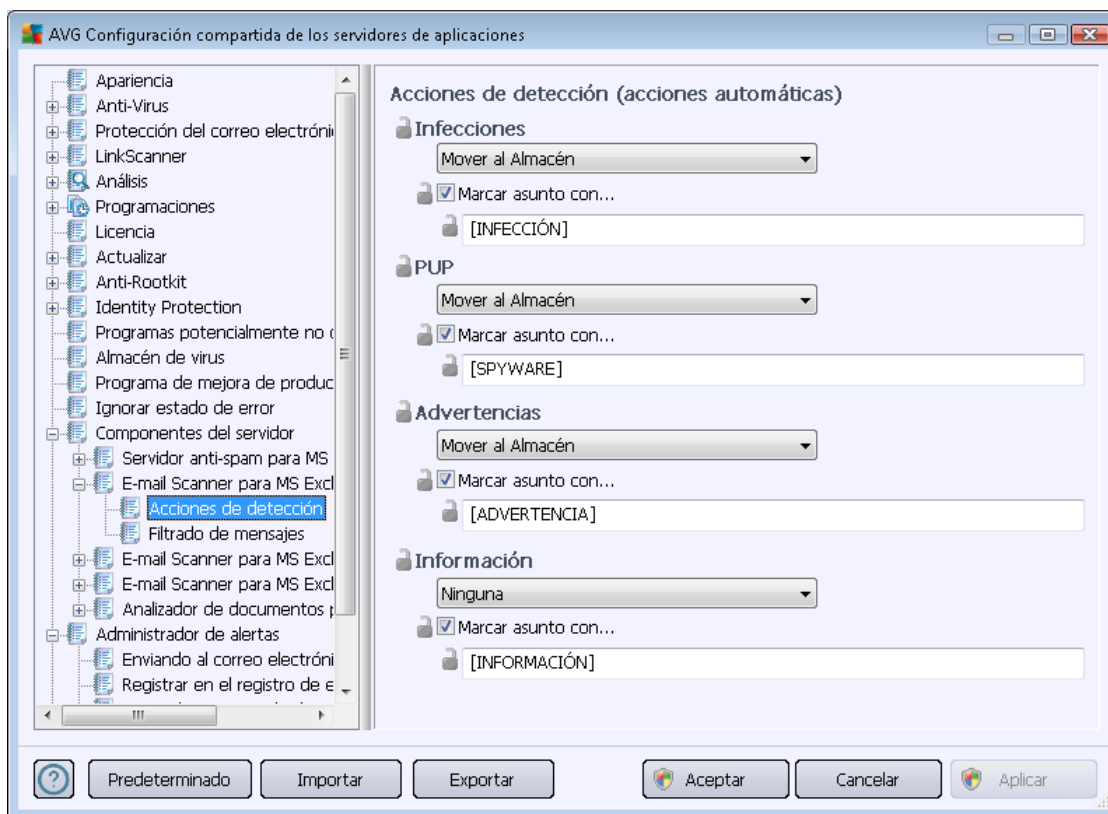 AVG Configuración compartida de los servidores de aplicaciones
Apariencia
Anti-Virus
Protección del correo electróni
LinkScanner
Análisis
Programaciones
Licencia
Actualizar
Anti-Rootkit
Identity Protection
Programas potencialmente no
Almacén de virus
Programa de mejora de produc
Ignorar estado de error
Componentes del servidor
Servidor anti-spam para MS
E-mail Scanner para MS Excl
Acciones de detección
Filtrado de mensajes
E-mail Scanner para MS Excl
E-mail Scanner para MS Excl
Analizador de documentos
Administrador de alertas
Enviando al correo electróni
Registrar en el registro de e
Acciones de detección (acciones automáticas)
Infecciones
Mover al Almacén
Marcar asunto con...
[INFECCIÓN]
PUP
Mover al Almacén
Marcar asunto con...
[SPYWARE]
Advertencias
Mover al Almacén
Marcar asunto con...
[ADVERTENCIA]
Información
Ninguna
Marcar asunto con...
[INFORMACIÓN]
? Predeterminado Importar Exportar Aceptar Cancelar Aplicar